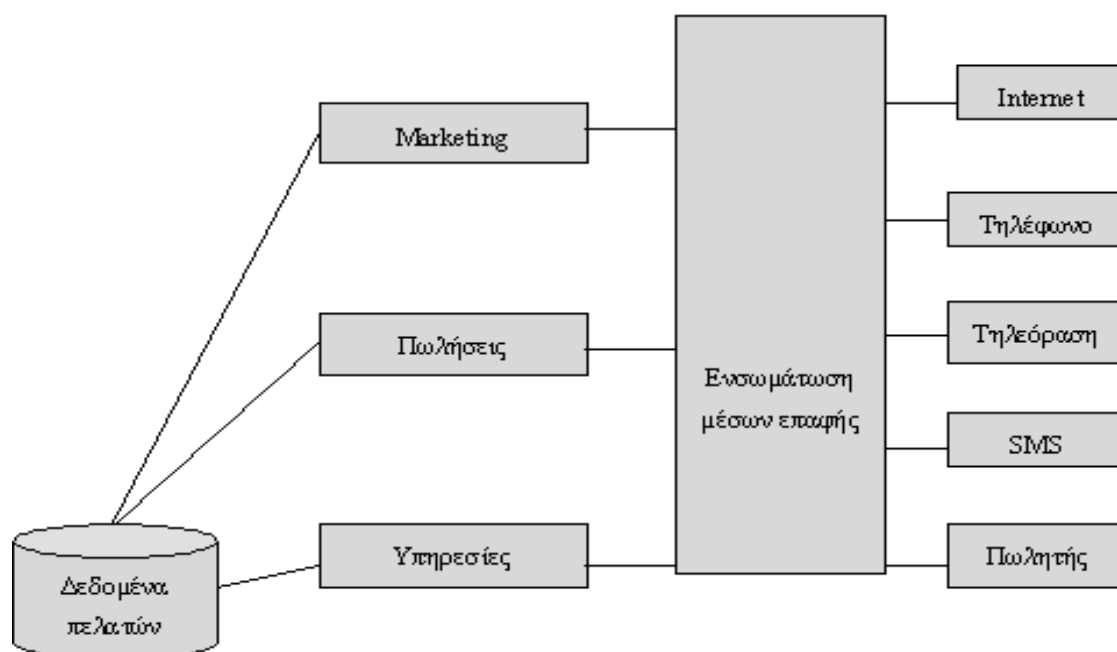 Internet
Marketing
Τηλέφωνο
Πωλήσεις
Τηλεόραση
Ενσωμάτωση
μέσων επαφής
SMS
Υπηρεσίες
Πωλητής
Δεδομένα
πελατών